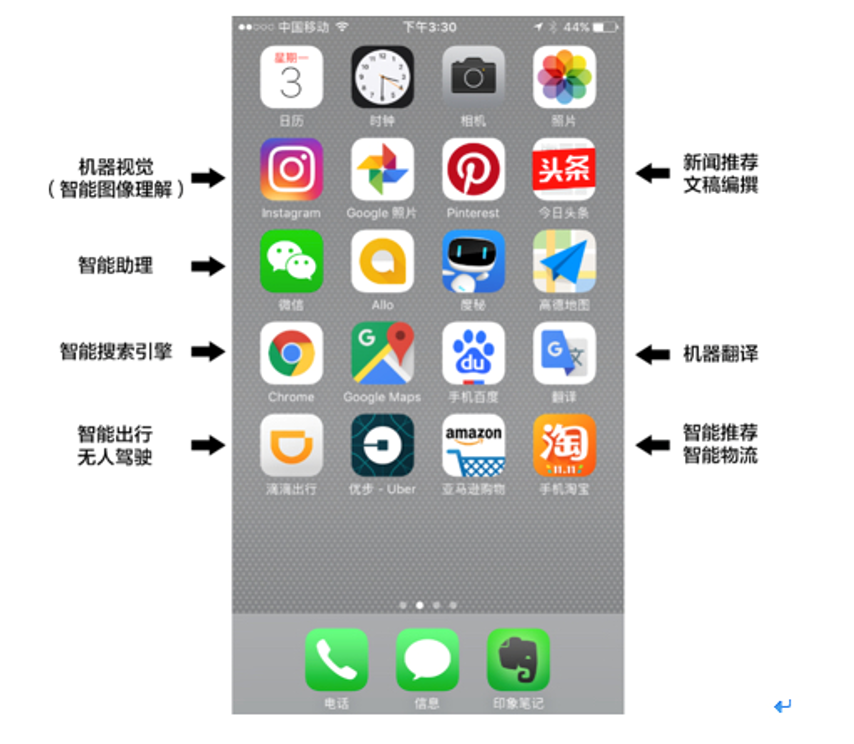 中国移动 下午3:30 44%
星期一
3
日历 时钟 相机 照片
机器视觉
（智能图像理解）
头条
新闻推荐
文稿编撰
Instagram Google 照片 Pinterest 今日头条
智能助理
微信 Allo 度秘 高德地图
智能搜索引擎
G
du
G 文
机器翻译
Chrome Google Maps 手机百度 翻译
智能出行
无人驾驶
amazon
淘
11.11
智能推荐
智能物流
滴滴出行 优步 - Uber 亚马逊购物 手机淘宝
电话 信息 印象笔记